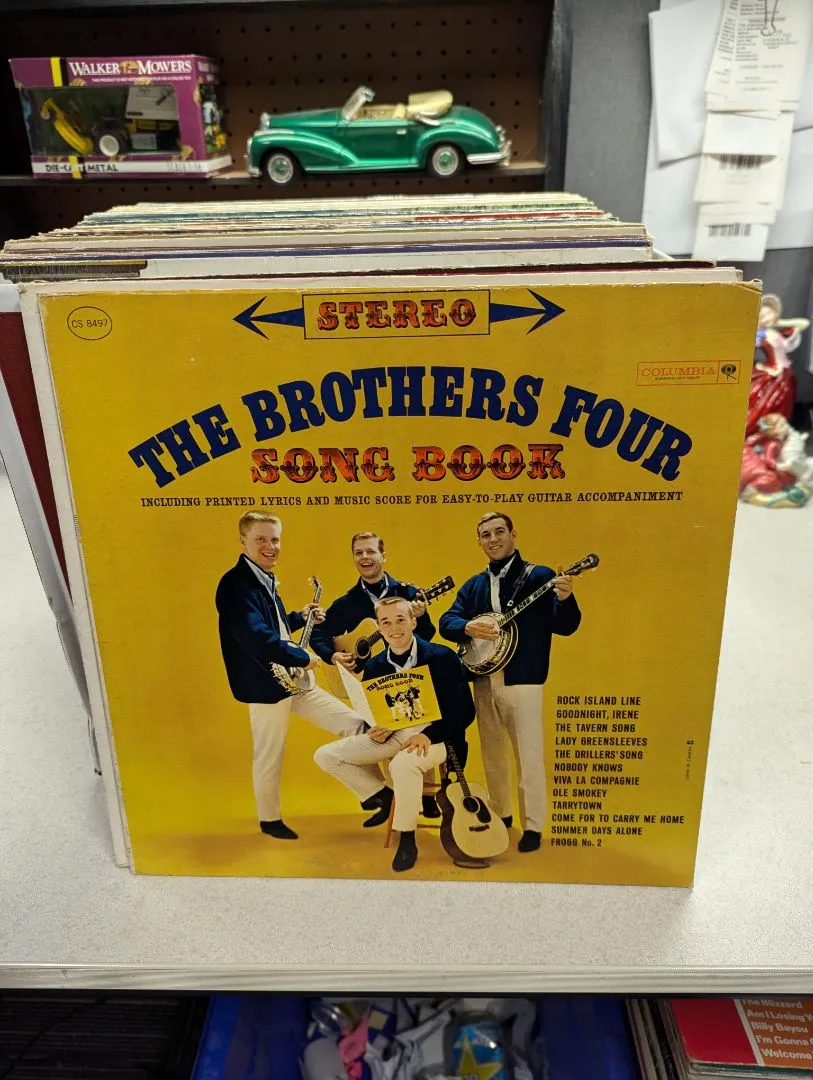 WALKER MOWERS
DIE-CA METAL
STEREO
CS 8497
COLUMBIA
THE BROTHERS FOUR
SONG BOOK
INCLUDING PRINTED LYRICS AND MUSIC SCORE FOR EASY-TO-PLAY GUITAR ACCOMPANIMENT
THE BROTHERS FOUR
SONG BOOK
ROCK ISLAND LINE
GOODNIGHT, IRENE
THE TAVERN SONG
LADY GREENSLEEVES
THE DRILLERS' SONG
NOBODY KNOWS
VIVA LA COMPAGNIE
OLE SMOKEY
TARRYTOWN
COME FOR TO CARRY ME HOME
SUMMER DAYS ALONE
FROGG No. 2
The Blizzard
Am I Losing Y
Billy Bayou
I'm Gonna
Welcome